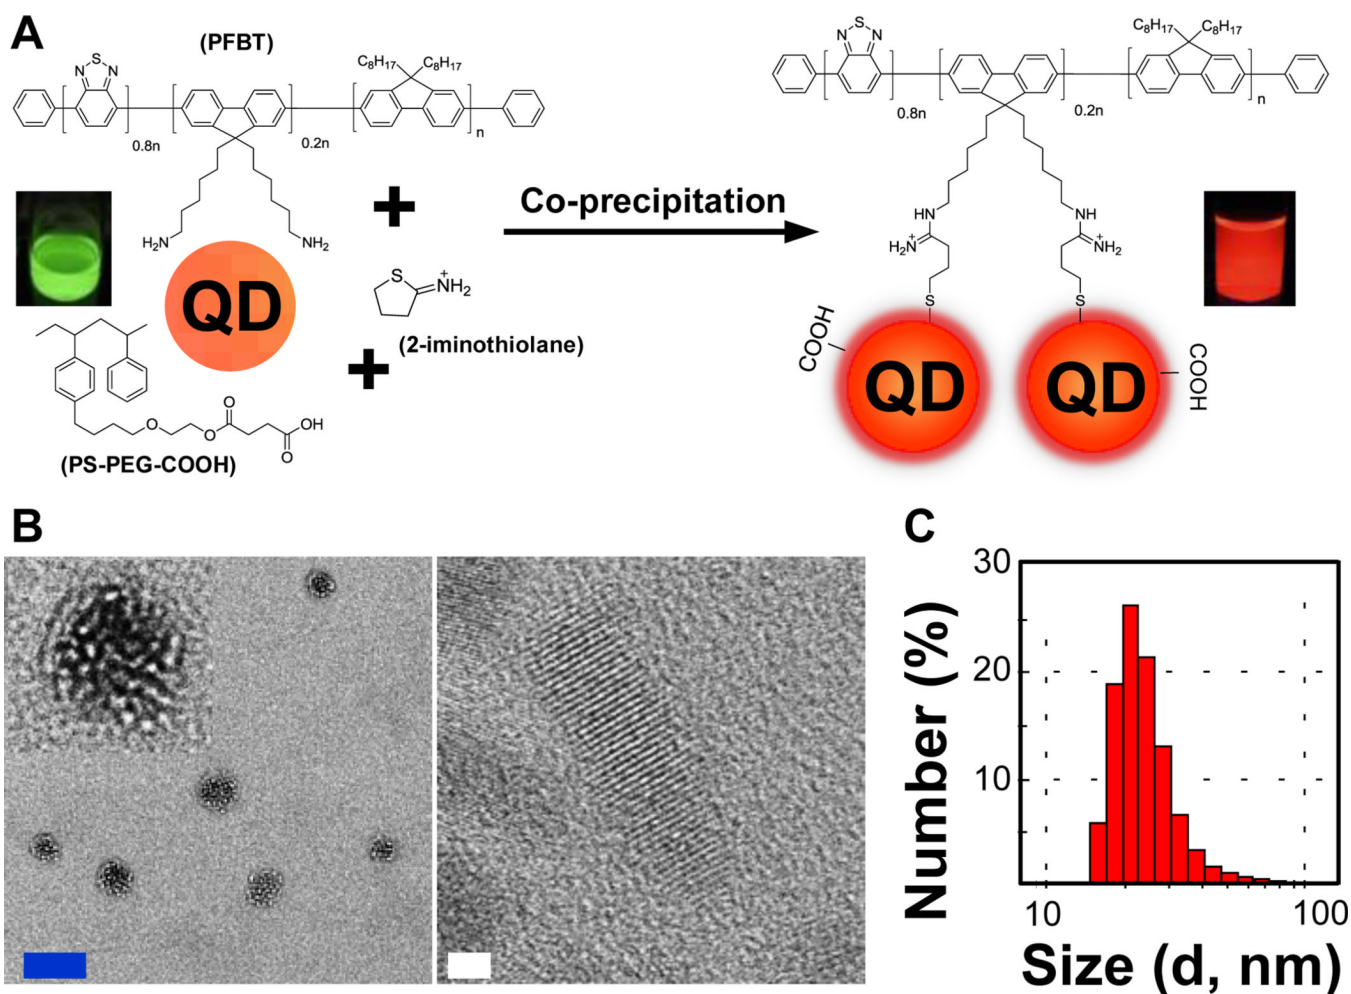 A
(PFBT)
S
N N
C8H17 C8H17
0.8n
0.2n
n
H2N
NH2
QD
+
S
+
NH2
(2-iminothiolane)
+
O
O
O
OH
O
(PS-PEG-COOH)
Co-precipitation
S
N N
C8H17 C8H17
0.8n
0.2n
n
NH
NH
H2N+
+NH2
S
S
COOH
QD
QD
COOH
B
C
30
20
10
Number (%)
10
100
Size (d, nm)